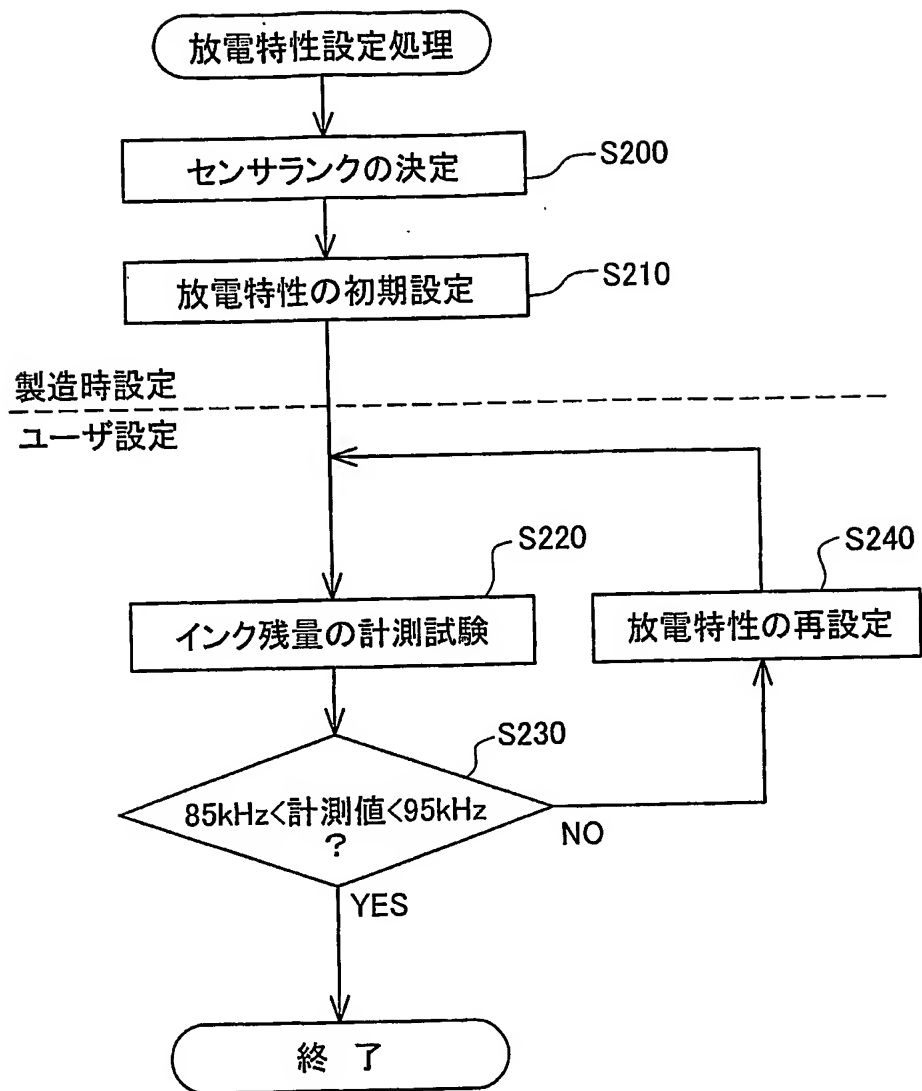 放電特性設定処理
センサランクの決定
S200
放電特性の初期設定
S210
製造時設定
ユーザ設定
S220
インク残量の計測試験
S240
放電特性の再設定
S230
85kHz<計測値<95kHz
?
NO
YES
終 了